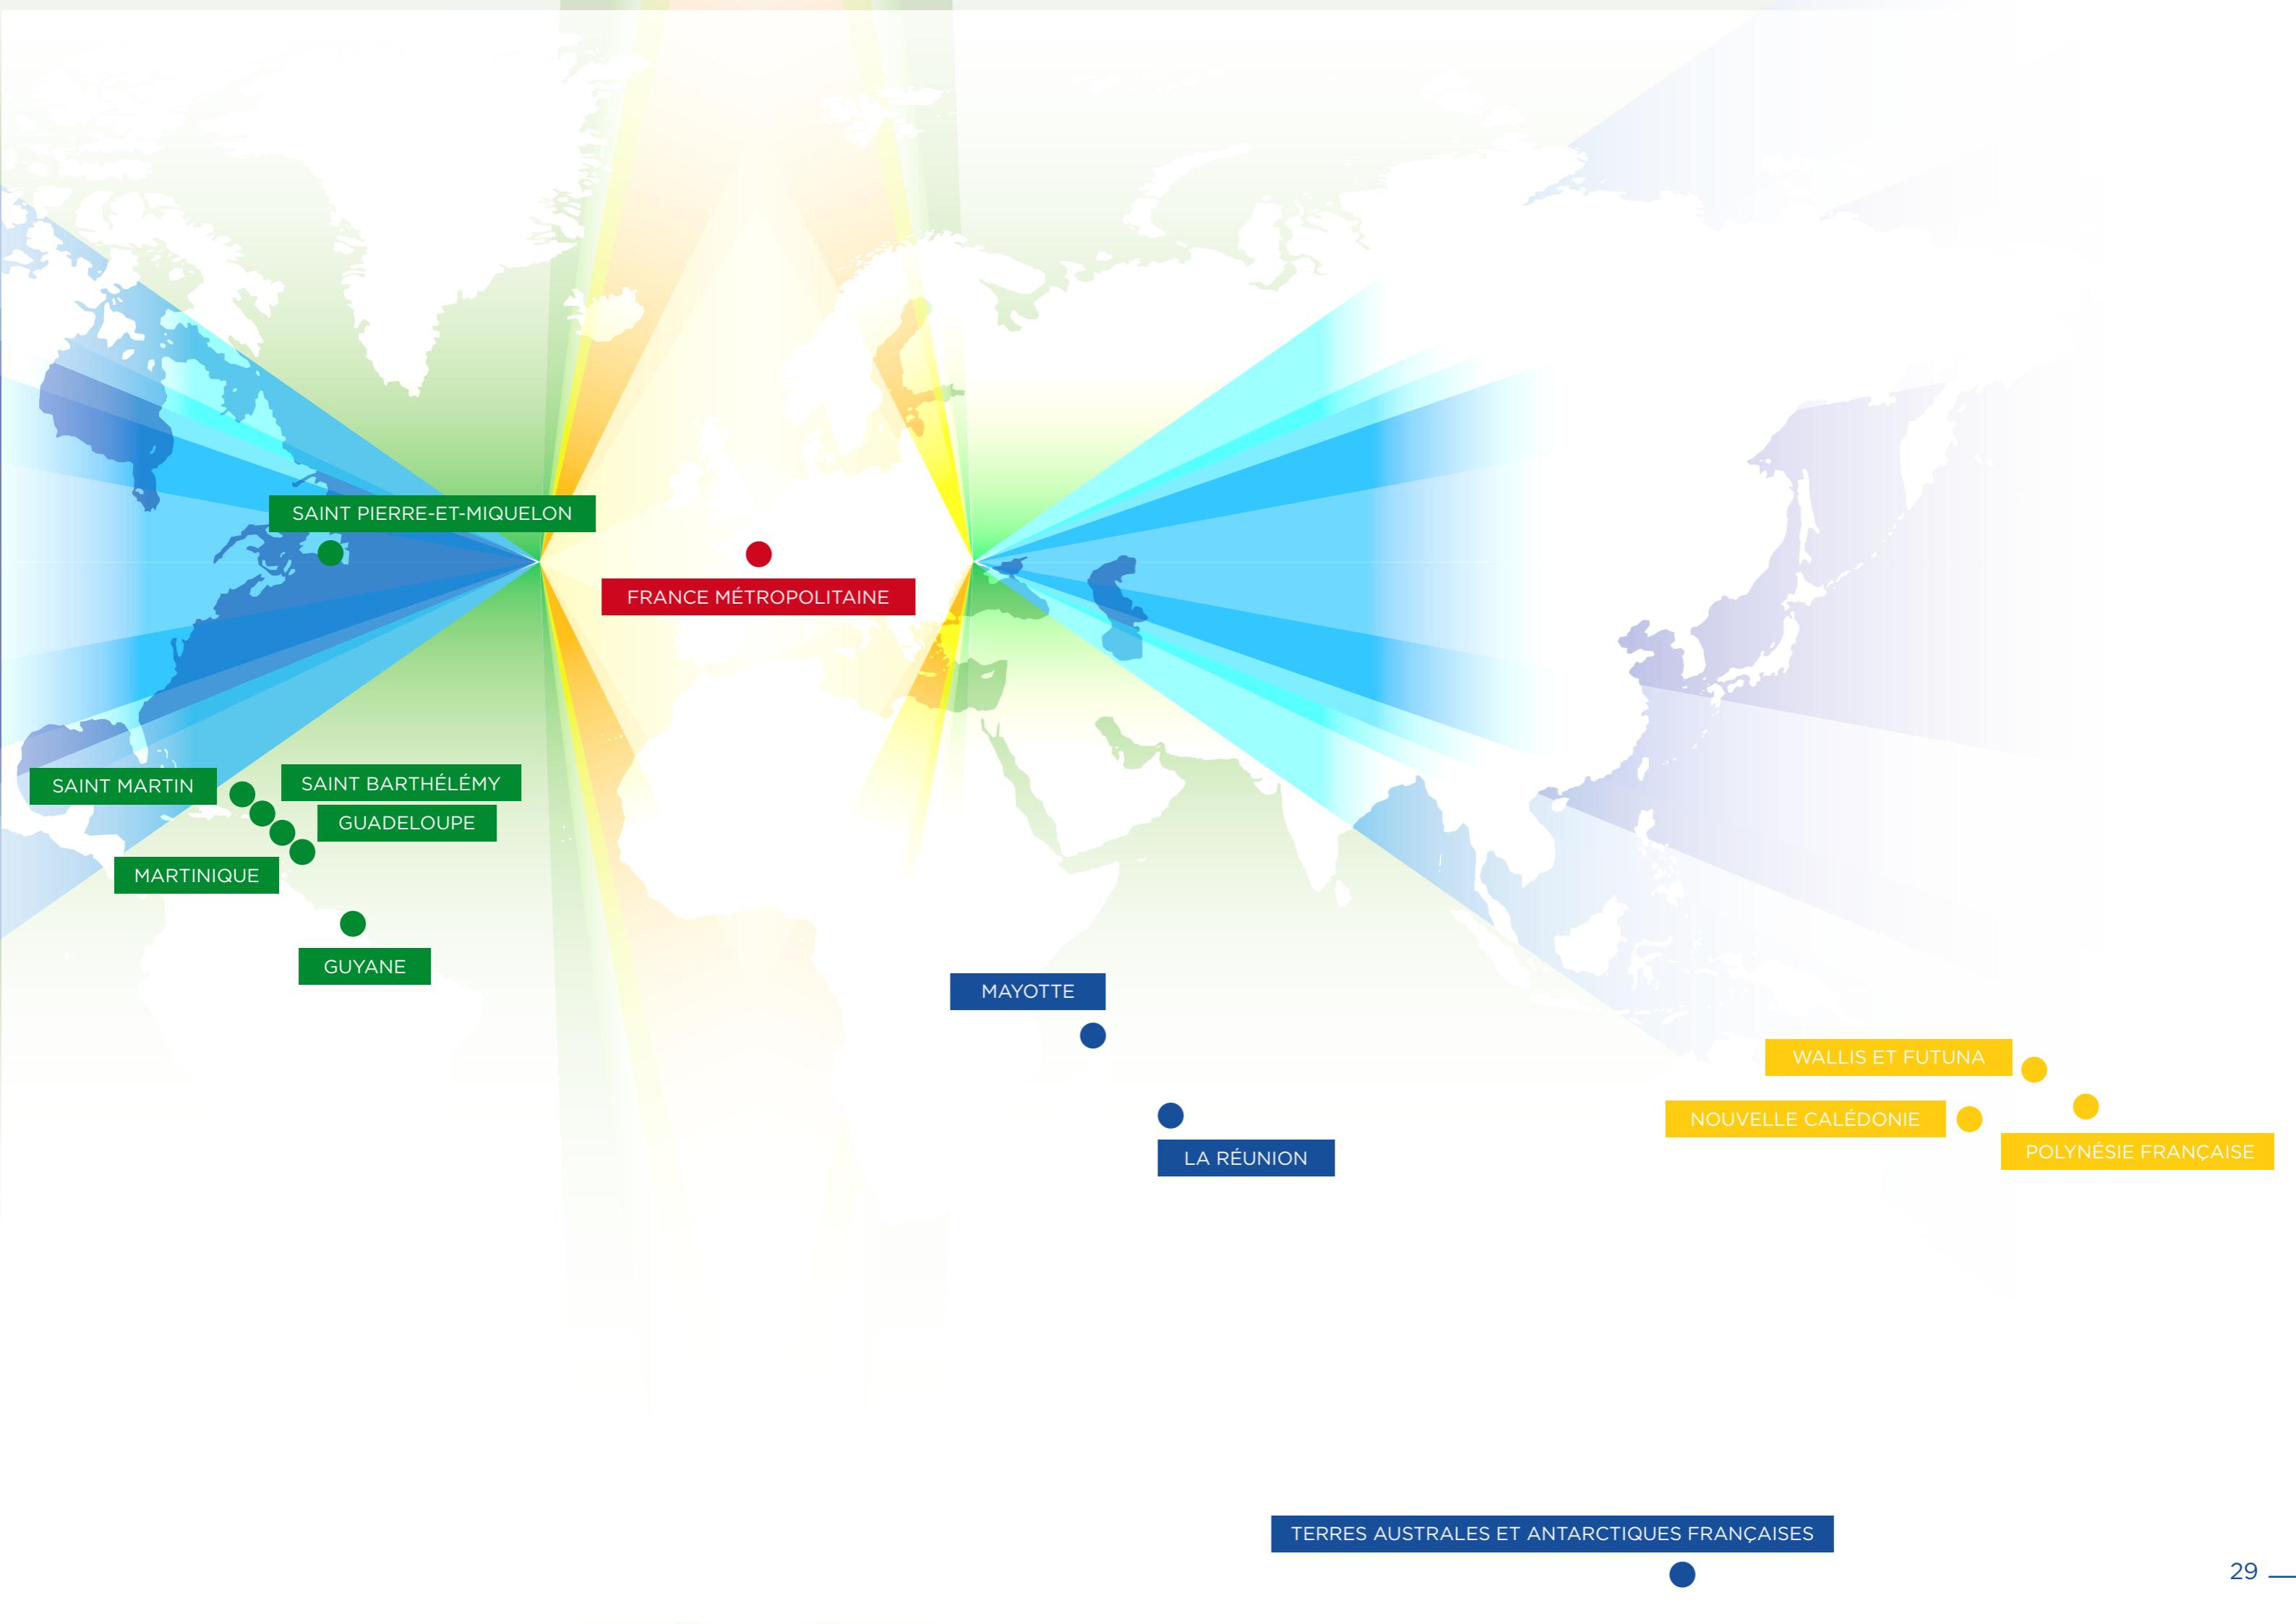 SAINT PIERRE-ET-MIQUELON
FRANCE MÉTROPOLITAINE
SAINT MARTIN
SAINT BARTHÉLÉMY
GUADELOUPE
MARTINIQUE
GUYANE
MAYOTTE
LA RÉUNION
WALLIS ET FUTUNA
NOUVELLE CALÉDONIE
POLYNÉSIE FRANÇAISE
TERRES AUSTRALES ET ANTARCTIQUES FRANÇAISES
29